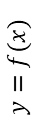 y = f(x)